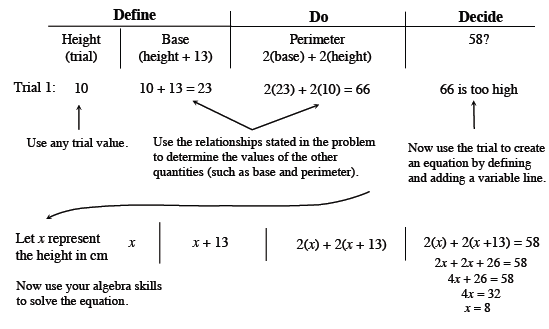 Define Do Decide
Height Base Perimeter 58?
(trial) (height + 13) 2(base) + 2(height)
Trial 1: 10 10 + 13 = 23 2(23) + 2(10) = 66 66 is too high
Use any trial value.
Use the relationships stated in the problem
to determine the values of the other
quantities (such as base and perimeter).
Now use the trial to create
an equation by defining
and adding a variable line.
Let x represent
the height in cm
x x + 13 2(x) + 2(x + 13) 2(x) + 2(x +13) = 58
2x + 2x + 26 = 58
4x + 26 = 58
4x = 32
x = 8
Now use your algebra skills
to solve the equation.